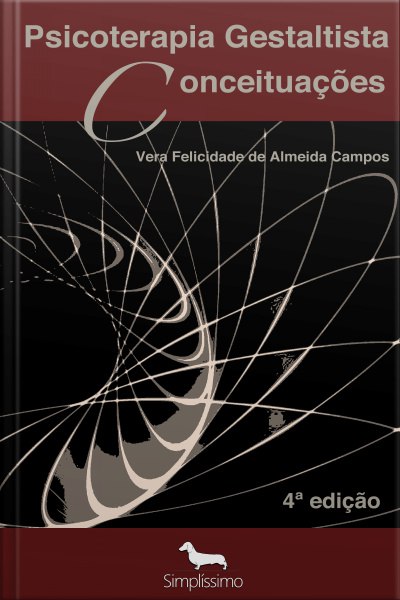 Psicoterapia Gestaltista
Conceituações
Vera Felicidade de Almeida Campos
4ª edição
Simplíssimo